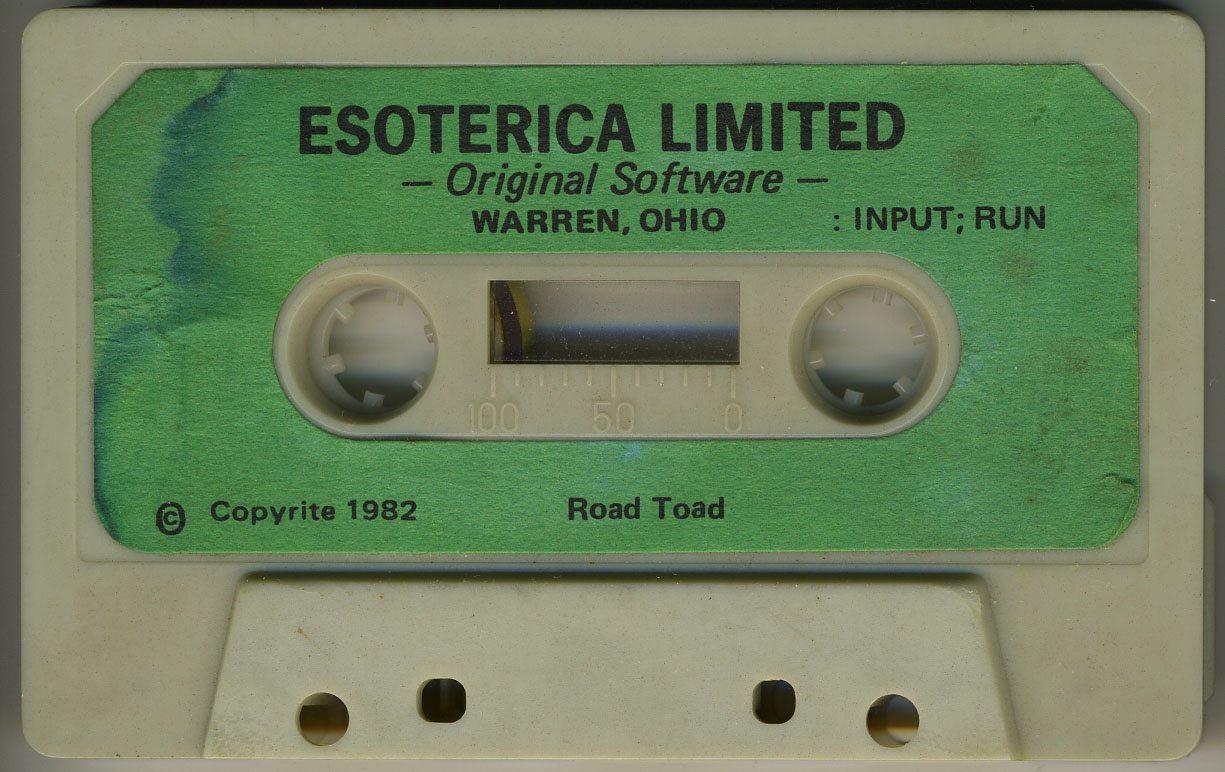 ESOTERICA LIMITED
— Original Software —
WARREN, OHIO : INPUT; RUN
100 50 0
© Copyrite 1982 Road Toad